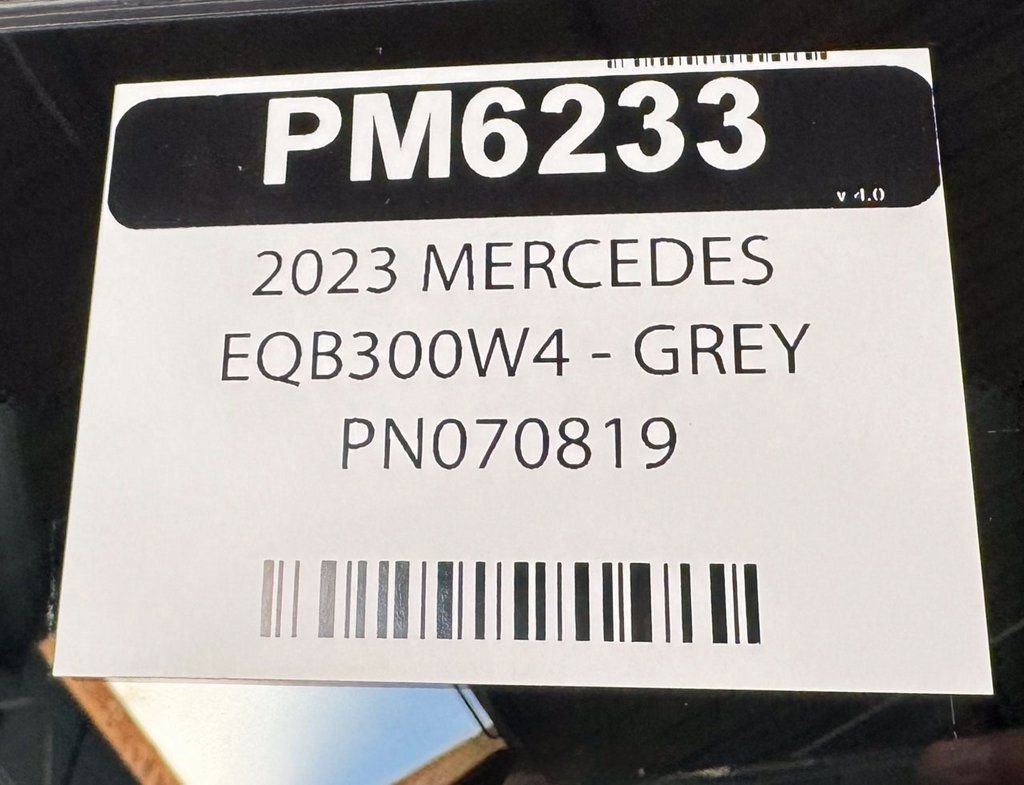 PM6233
v 4.0
2023 MERCEDES
EQB300W4 - GREY
PN070819